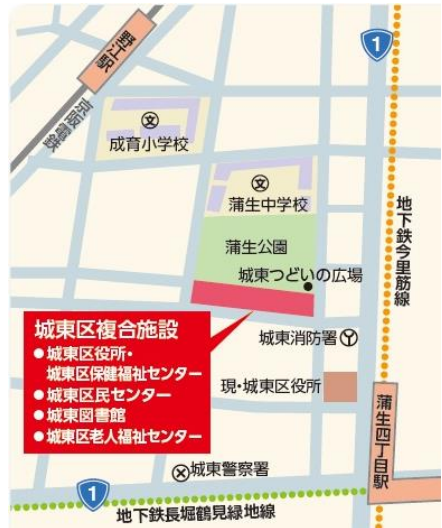 野江駅
1
京阪電鉄
文
成育小学校
文
蒲生中学校
蒲生公園
城東つどいの広場
地下鉄今里筋線
城東区複合施設
●城東区役所・
城東区保健福祉センター
●城東区民センター
●城東図書館
●城東区老人福祉センター
城東消防署
現・城東区役所
蒲生四丁目駅
城東警察署
1
地下鉄長堀鶴見緑地線